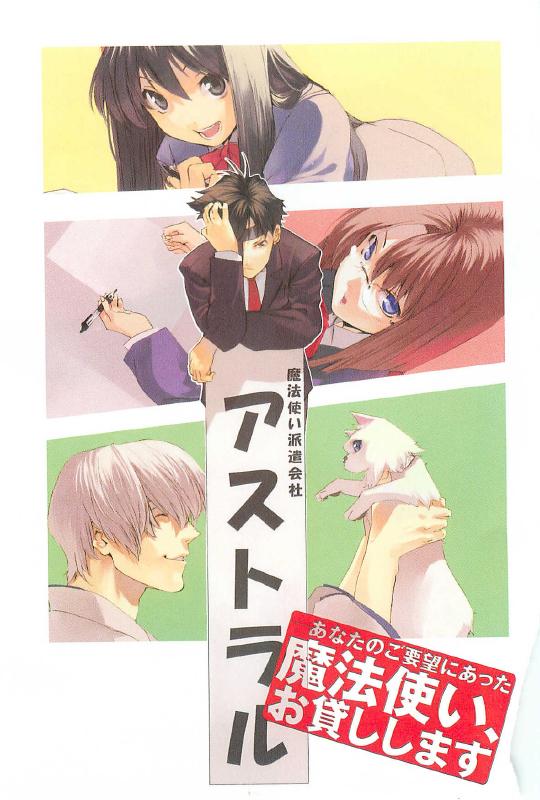 魔法使い派遣会社
アストラル
あなたのご要望にあった
魔法使い、
お貸しします